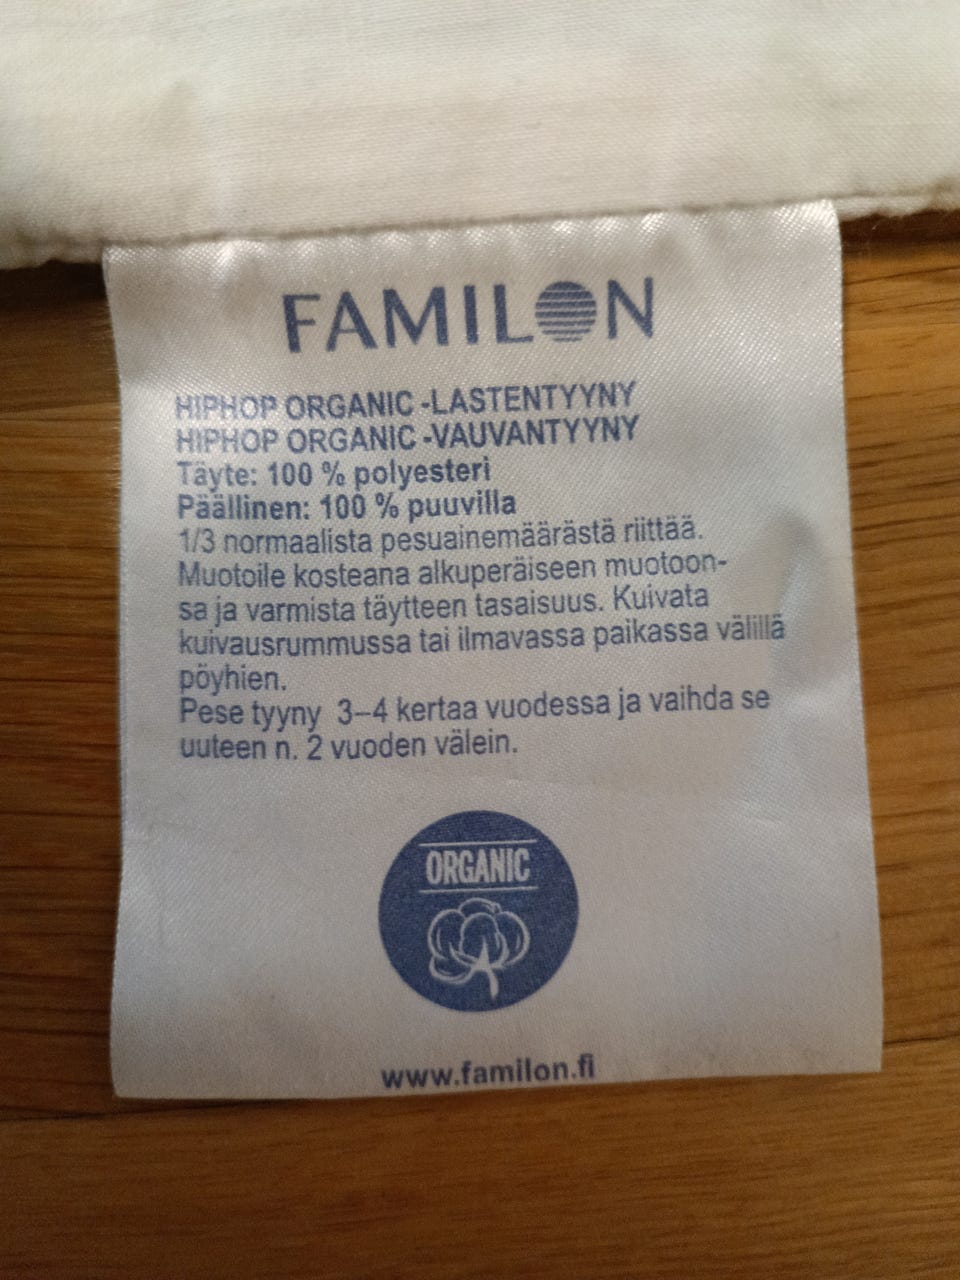 FAMILON
HIPHOP ORGANIC -LASTENTYYNY
HIPHOP ORGANIC -VAUVANTYYNY
Täyte: 100 % polyesteri
Päällinen: 100 % puuvilla
1/3 normaalista pesuainemäärästä riittää.
Muotoile kosteana alkuperäiseen muotoon-
sa ja varmista täytteen tasaisuus. Kuivata
kuivausrummussa tai ilmavassa paikassa välillä
pöyhien.
Pese tyyny 3–4 kertaa vuodessa ja vaihda se
uuteen n. 2 vuoden välein.
ORGANIC
www.familon.fi